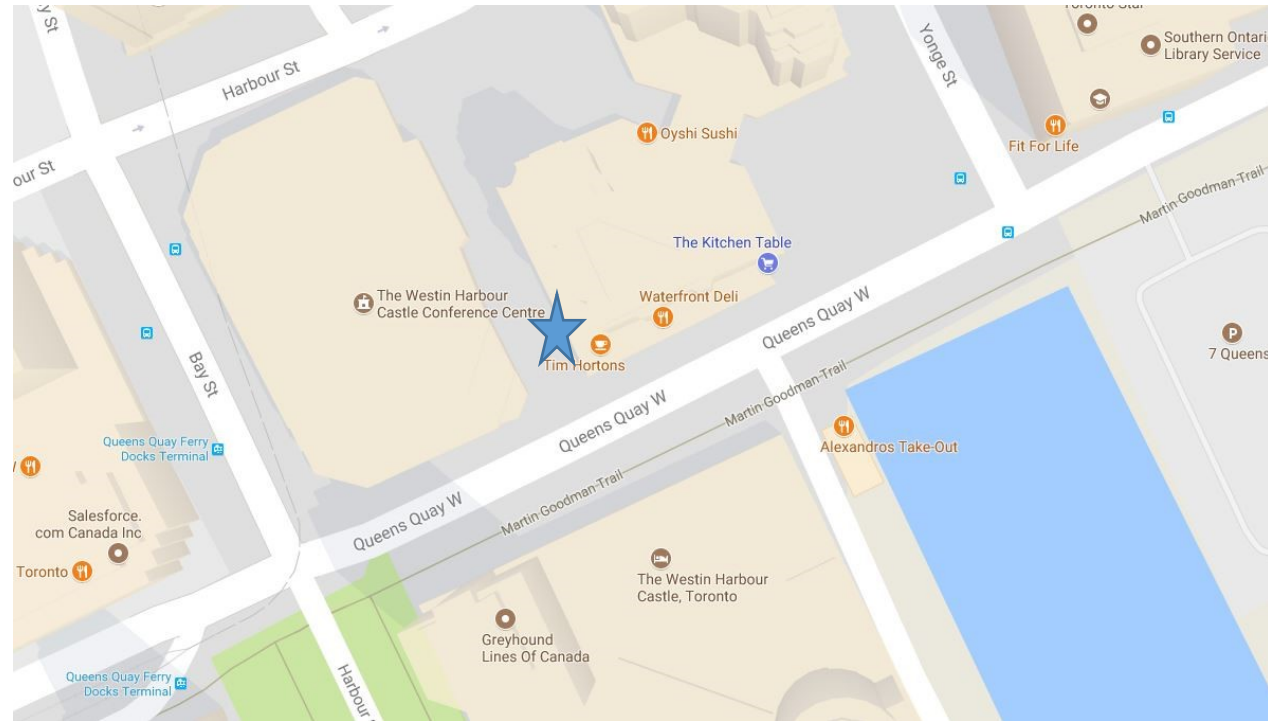 y St
Toronto Star
Southern Ontari
Library Service
Yonge St
Harbour St
Oyshi Sushi
Fit For Life
our St
Martin Goodman Trail
The Kitchen Table
The Westin Harbour
Castle Conference Centre
Waterfront Deli
Queens Quay W
P
7 Queens
Tim Hortons
Bay St
Martin Goodman Trail
Queens Quay W
Alexandros Take-Out
Queens Quay Ferry
Docks Terminal
Martin Goodman Trail
Queens Quay W
Salesforce.
com Canada Inc
Toronto
The Westin Harbour
Castle, Toronto
Greyhound
Lines Of Canada
Queens Quay Ferry
Docks Terminal
Harbour